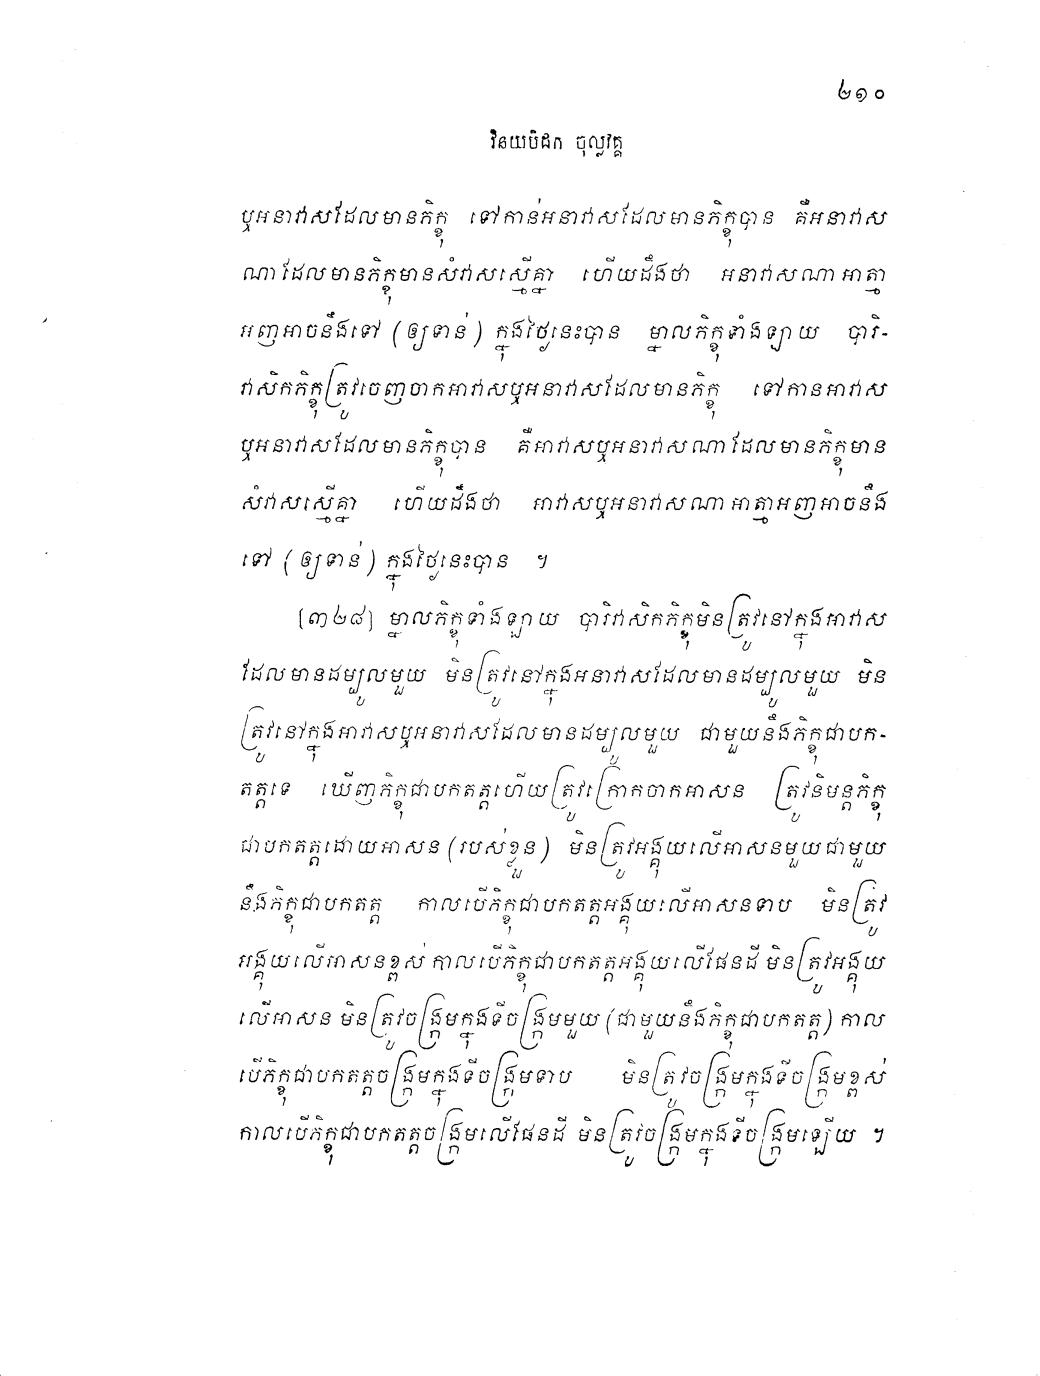 ២១០
វិនយបិដក ចុល្លវគ្គ
ឬអនាវាសដែលមានភិក្ខុ ទៅកាន់អនាវាសដែលមានភិក្ខុបាន គឺអនាវាស
ណាដែលមានភិក្ខុមានសំវាសស្មើគ្នា ហើយដឹងថា អនាវាសណាអាត្មា
អញអាចនឹងទៅ (ឲ្យទាន់) ក្នុងថ្ងៃនេះបាន ម្នាលភិក្ខុទាំងឡាយ បារិ-
វាសិកភិក្ខុត្រូវចេញចាកអាវាសឬអនាវាសដែលមានភិក្ខុ ទៅកានអាវាស
ឬអនាវាសដែលមានភិក្ខុបាន គឺអាវាសឬអនាវាសណាដែលមានភិក្ខុមាន
សំវាសស្មើគ្នា ហើយដឹងថា អាវាសឬអនាវាសណាអាត្មាអញអាចនឹង
ទៅ (ឲ្យទាន់) ក្នុងថ្ងៃនេះបាន ។
[៣២៨] ម្នាលភិក្ខុទាំងឡាយ បារិវាសិកភិក្ខុមិនត្រូវនៅក្នុងអាវាស
ដែលមានដម្បូលមួយ មិនត្រូវនៅក្នុងអនាវាសដែលមានដម្បូលមួយ មិន
ត្រូវនៅក្នុងអាវាសឬអនាវាសដែលមានដម្បូលមួយ ជាមួយនឹងភិក្ខុជាបក-
តត្តទេ ឃើញភិក្ខុជាបកតត្តហើយត្រូវក្រោកចាកអាសនៈ ត្រូវនិមន្តភិក្ខុ
ជាបកតត្តដោយអាសនៈ (របស់ខ្លួន) មិនត្រូវអង្គុយលើអាសនមួយជាមួយ
នឹងភិក្ខុជាបកតត្ត កាលបើភិក្ខុជាបកតត្តអង្គុយលើអាសនទាប មិនត្រូវ
អង្គុយលើអាសនខ្ពស់ កាលបើភិក្ខុជាបកតត្តអង្គុយលើផែនដី មិនត្រូវអង្គុយ
លើអាសន មិនត្រូវចង្ក្រមក្នុងទីចង្ក្រមមួយ (ជាមួយនឹងភិក្ខុជាបកតត្ត) កាល
បើភិក្ខុជាបកតត្តចង្ក្រមក្នុងទីចង្ក្រមទាប មិនត្រូវចង្ក្រមក្នុងទីចង្ក្រមខ្ពស់
កាលបើភិក្ខុជាបកតត្តចង្ក្រមលើផែនដី មិនត្រូវចង្ក្រមក្នុងទីចង្ក្រមឡើយ ។